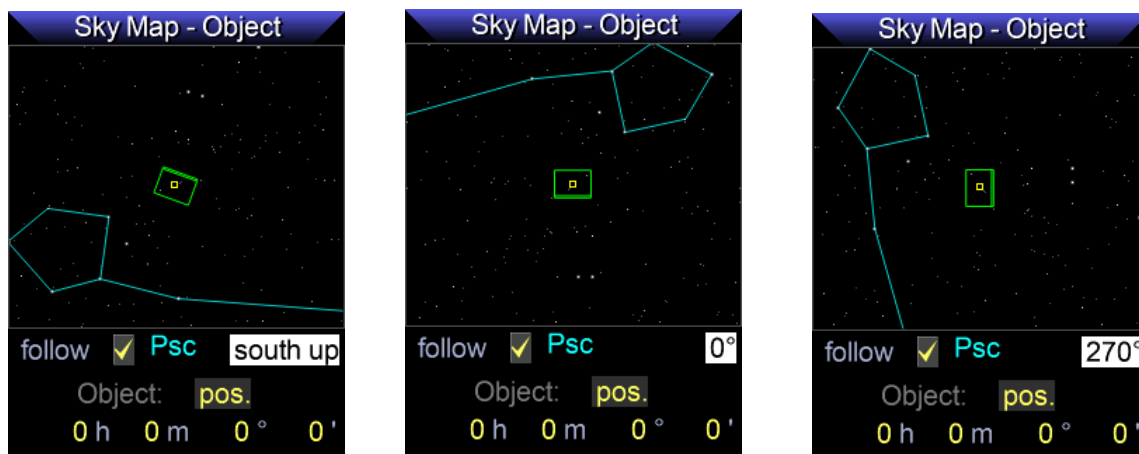 Sky Map - Object
follow Psc south up
Object: pos.
0 h 0 m 0 ° 0 '
Sky Map - Object
follow Psc 0°
Object: pos.
0 h 0 m 0 ° 0 '
Sky Map - Object
follow Psc 270°
Object: pos.
0 h 0 m 0 ° 0 '